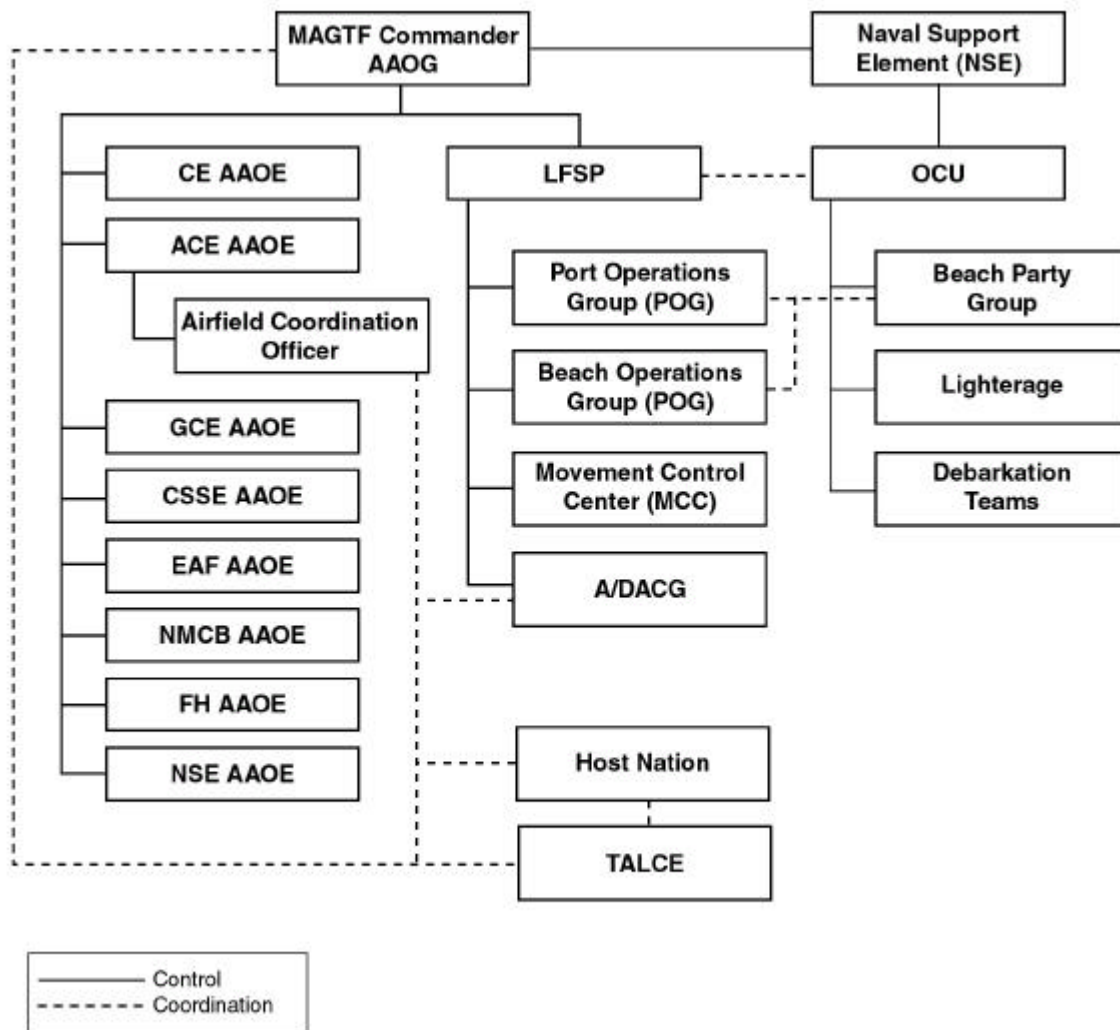 MAGTF Commander
AAOG
Naval Support
Element (NSE)
CE AAOE
LFSP
OCU
ACE AAOE
Airfield Coordination
Officer
Port Operations
Group (POG)
Beach Party
Group
Beach Operations
Group (POG)
Lighterage
GCE AAOE
CSSE AAOE
Movement Control
Center (MCC)
Debarkation
Teams
EAF AAOE
A/DACG
NMCB AAOE
FH AAOE
NSE AAOE
Host Nation
TALCE
Control
Coordination